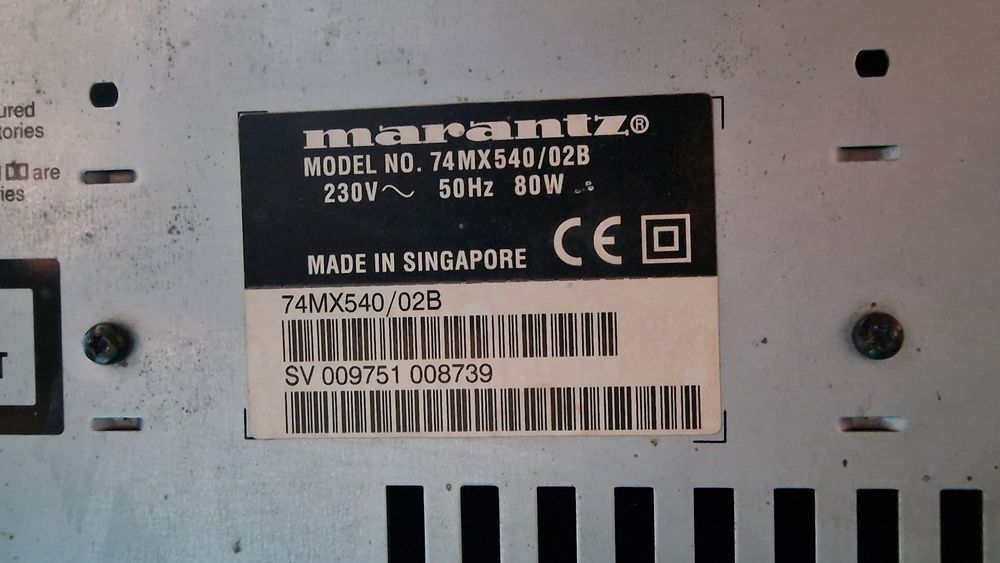 ured
tories
are
ies
T
marantz®
MODEL NO. 74MX540/02B
230V~ 50Hz 80W
MADE IN SINGAPORE CE
74MX540/02B
SV 009751 008739